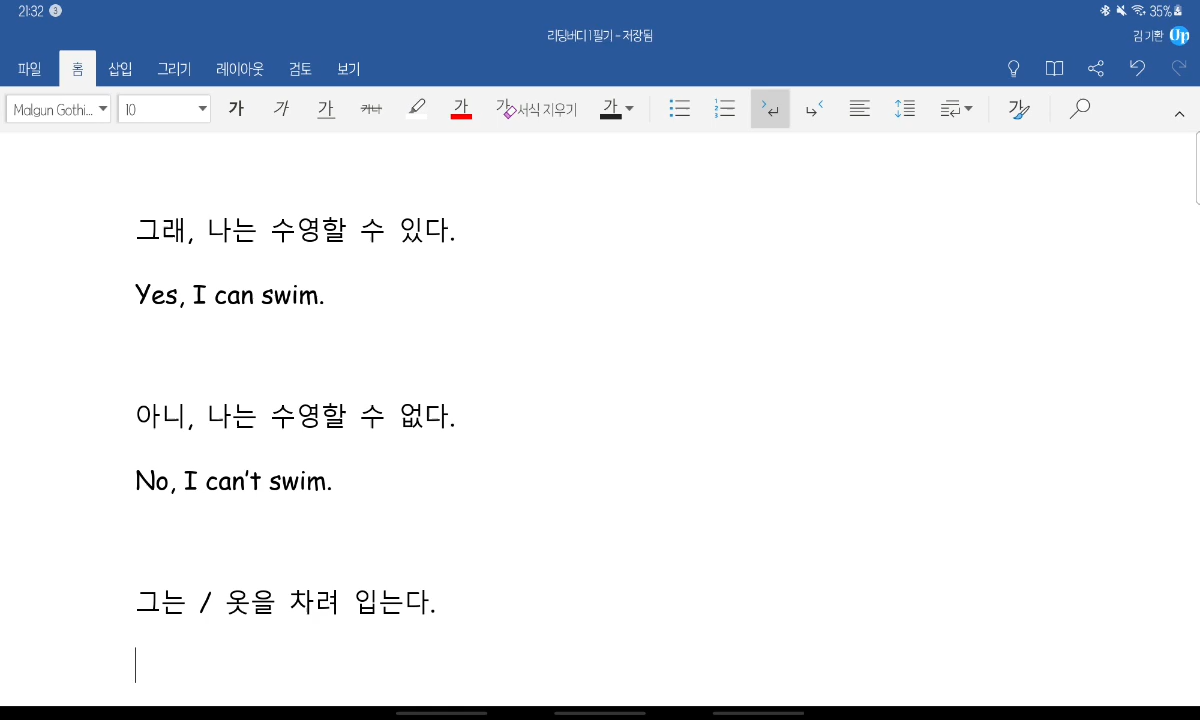 21:32 3 35%
리딩버디 1 필기 - 저장됨
김기환 Up
파일 홈 삽입 그리기 레이아웃 검토 보기
Malgun Gothi... 10 가 가 가 가나 가 서식 지우기 가
그래, 나는 수영할 수 있다.
Yes, I can swim.
아니, 나는 수영할 수 없다.
No, I can't swim.
그는 / 옷을 차려 입는다.